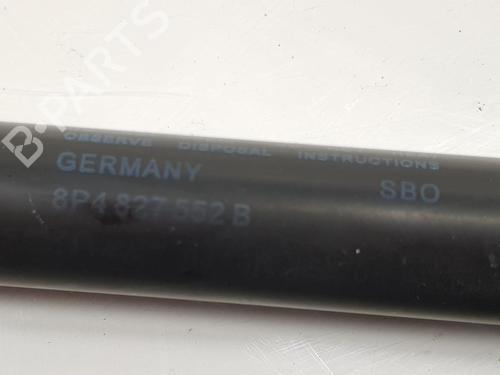 B-PARTS
OBSERVE DISPOSAL INSTRUCTIONS
GERMANY SBO
8P4 827 552 B